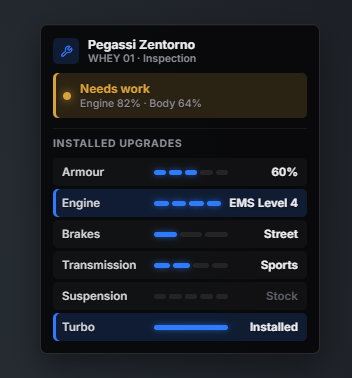 Pegassi Zentorno
WHEY 01 · Inspection
Needs work
Engine 82% · Body 64%
INSTALLED UPGRADES
Armour 60%
Engine EMS Level 4
Brakes Street
Transmission Sports
Suspension Stock
Turbo Installed